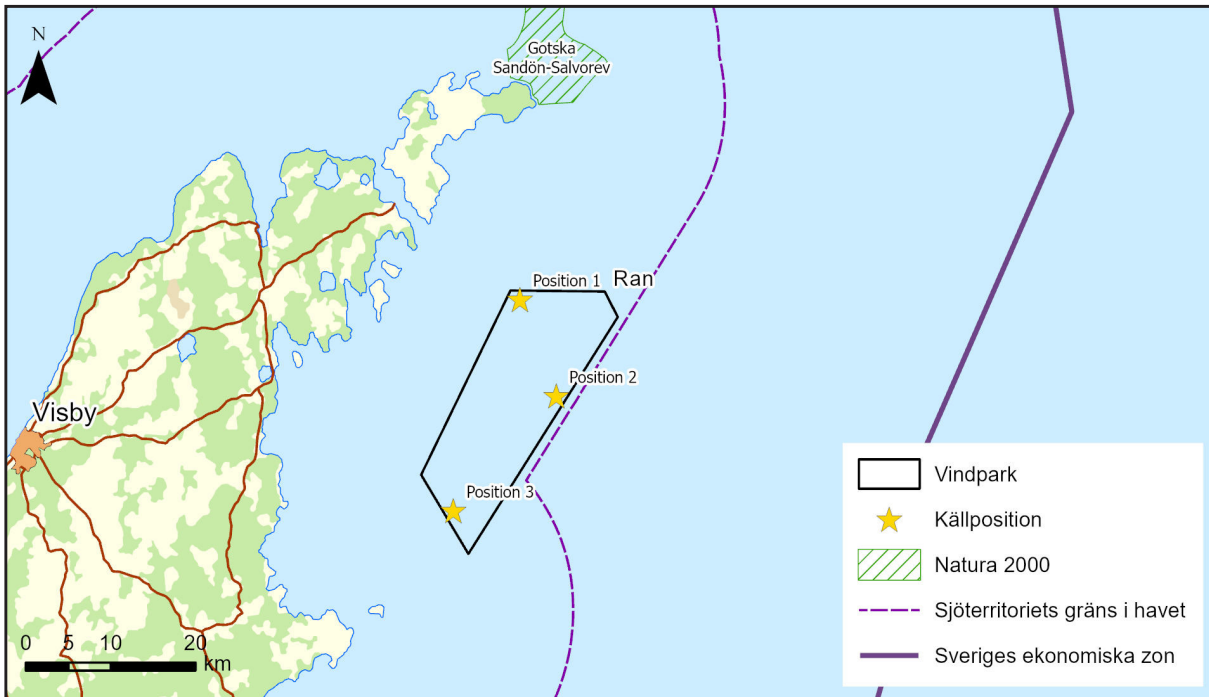 N
Gotska
Sandön-Salvorev
Position 1
Ran
Position 2
Visby
Position 3
0 5 10 20
km
Vindpark
Källposition
Natura 2000
Sjöterritoriets gräns i havet
Sveriges ekonomiska zon